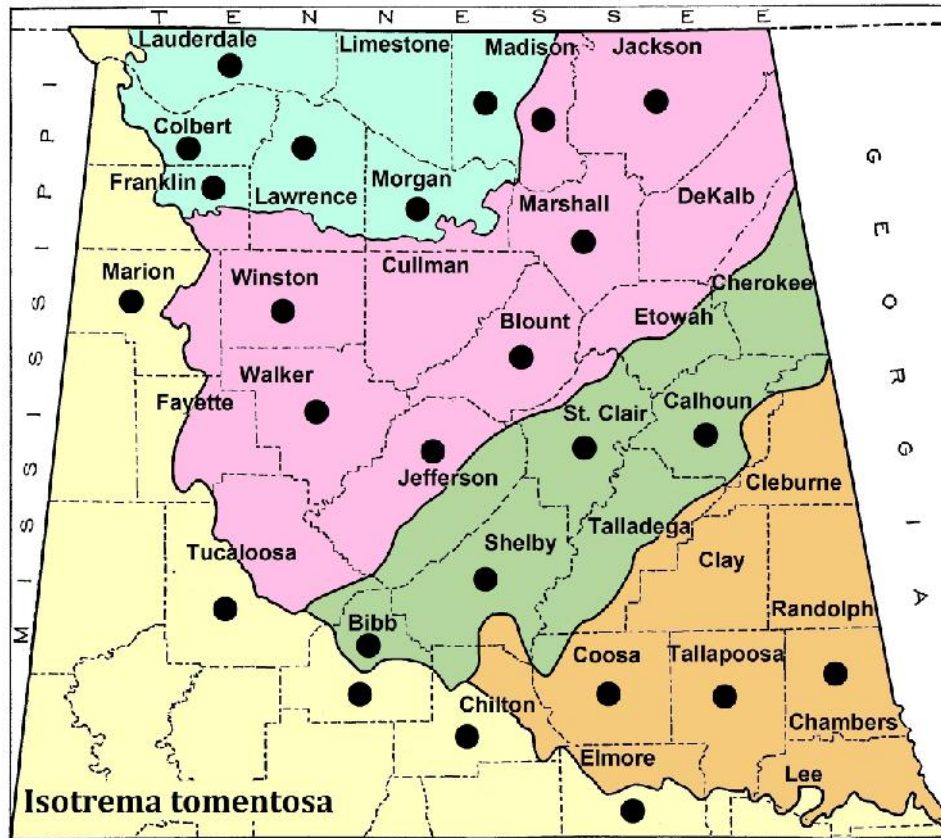 T E N N E S S E E
Lauderdale Limestone Madison Jackson
Colbert
Franklin Lawrence Morgan
Marshall DeKalb
Marion Winston Cullman Cherokee
Blount Etowah
Walker
Fayette St. Clair Calhoun
Jefferson Cleburne
Tucaloosa Shelby Talladega
Clay
Bibb Randolph
Coosa Tallapoosa
Chilton Chambers
Elmore Lee
Isotrema tomentosa
M I S S I S S I P P I
G E O R G I A